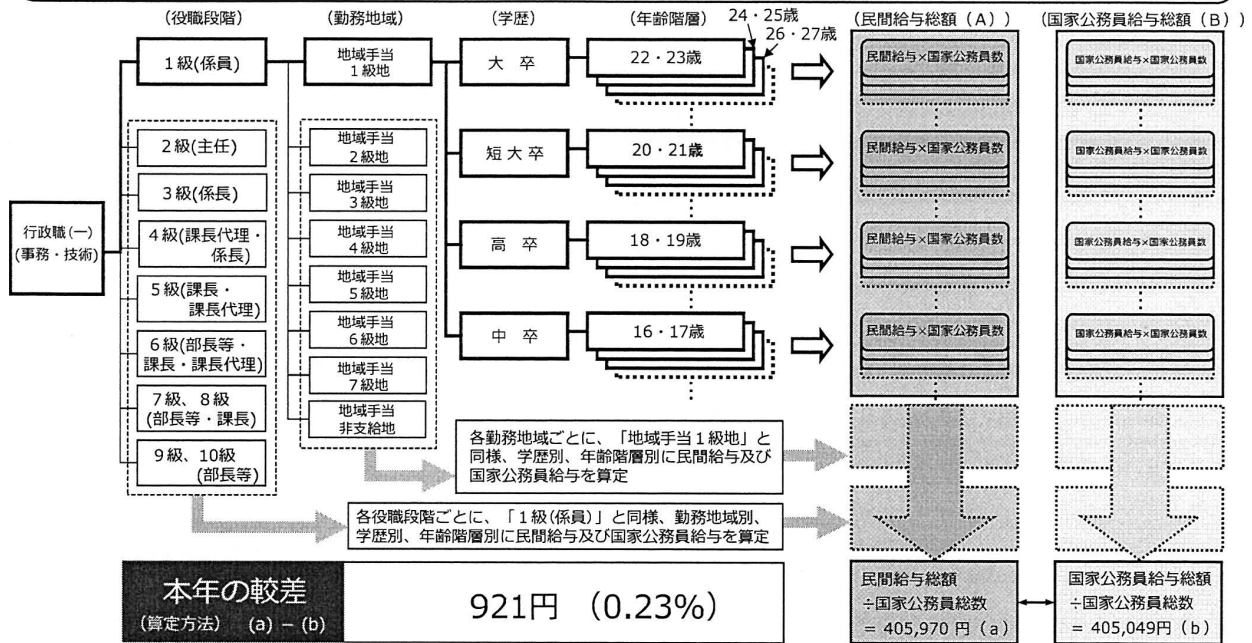 (役職段階)
(勤務地域)
(学歴)
(年齢階層)
24・25歳
26・27歳
(民間給与総額(A))
(国家公務員給与総額(B))
行政職(一)
(事務・技術)
1級(係員)
2級(主任)
3級(係長)
4級(課長代理・
係長)
5級(課長・
課長代理)
6級(部長等・
課長・課長代理)
7級、8級
(部長等・課長)
9級、10級
(部長等)
地域手当
1級地
地域手当
2級地
地域手当
3級地
地域手当
4級地
地域手当
5級地
地域手当
6級地
地域手当
7級地
地域手当
非支給地
大 卒
短大卒
高 卒
中 卒
22・23歳
20・21歳
18・19歳
16・17歳
民間給与×国家公務員数
民間給与×国家公務員数
民間給与×国家公務員数
民間給与×国家公務員数
国家公務員給与×国家公務員数
国家公務員給与×国家公務員数
国家公務員給与×国家公務員数
国家公務員給与×国家公務員数
各勤務地域ごとに、「地域手当1級地」と
同様、学歴別、年齢階層別に民間給与及び
国家公務員給与を算定
各役職段階ごとに、「1級(係員)」と同様、勤務地域別、
学歴別、年齢階層別に民間給与及び国家公務員給与を算定
本年の較差
(算定方法) (a) − (b)
921円 (0.23%)
民間給与総額
÷国家公務員総数
= 405,970 円 (a)
国家公務員給与総額
÷国家公務員総数
= 405,049円 (b)